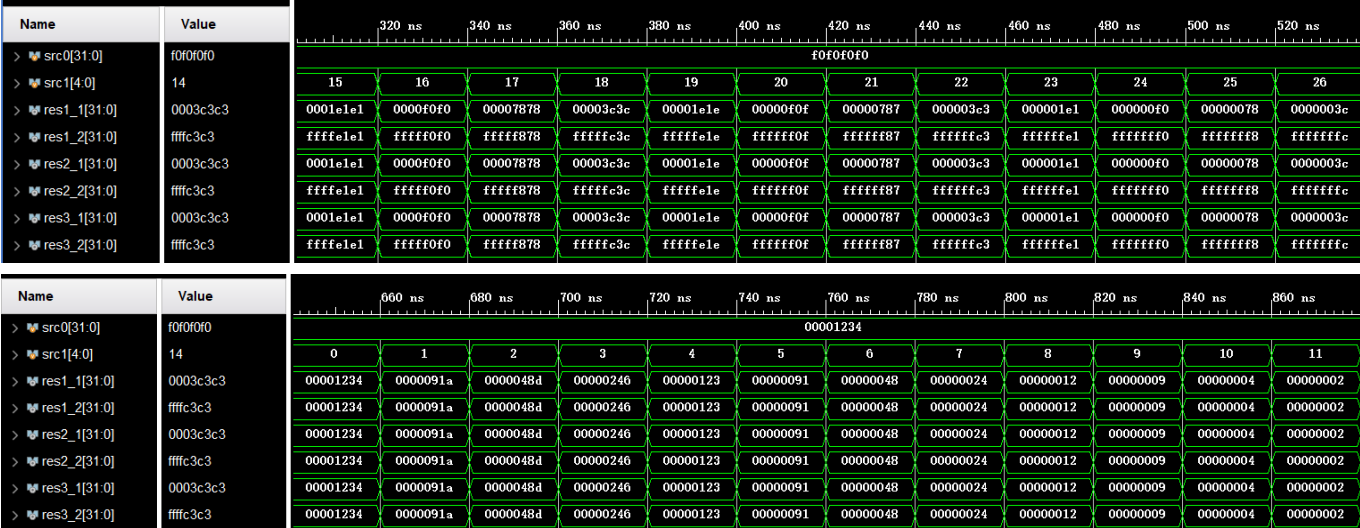 Name Value 320 ns 340 ns 360 ns 380 ns 400 ns 420 ns 440 ns 460 ns 480 ns 500 ns 520 ns
src0[31:0] f0f0f0f0 f0f0f0f0
src1[4:0] 14 15 16 17 18 19 20 21 22 23 24 25 26
res1_1[31:0] 0003c3c3 0001e1e1 0000f0f0 00007878 00003c3c 00001e1e 00000f0f 00000787 000003c3 000001e1 000000f0 00000078 0000003c
res1_2[31:0] ffffc3c3 ffffe1e1 fffff0f0 fffff878 fffffc3c fffffe1e ffffff0f ffffff87 ffffffc3 ffffffe1 fffffff0 fffffff8 fffffffc
res2_1[31:0] 0003c3c3 0001e1e1 0000f0f0 00007878 00003c3c 00001e1e 00000f0f 00000787 000003c3 000001e1 000000f0 00000078 0000003c
res2_2[31:0] ffffc3c3 ffffe1e1 fffff0f0 fffff878 fffffc3c fffffe1e ffffff0f ffffff87 ffffffc3 ffffffe1 fffffff0 fffffff8 fffffffc
res3_1[31:0] 0003c3c3 0001e1e1 0000f0f0 00007878 00003c3c 00001e1e 00000f0f 00000787 000003c3 000001e1 000000f0 00000078 0000003c
res3_2[31:0] ffffc3c3 ffffe1e1 fffff0f0 fffff878 fffffc3c fffffe1e ffffff0f ffffff87 ffffffc3 ffffffe1 fffffff0 fffffff8 fffffffc
Name Value 660 ns 680 ns 700 ns 720 ns 740 ns 760 ns 780 ns 800 ns 820 ns 840 ns 860 ns
src0[31:0] f0f0f0f0 00001234
src1[4:0] 14 0 1 2 3 4 5 6 7 8 9 10 11
res1_1[31:0] 0003c3c3 00001234 0000091a 0000048d 00000246 00000123 00000091 00000048 00000024 00000012 00000009 00000004 00000002
res1_2[31:0] ffffc3c3 00001234 0000091a 0000048d 00000246 00000123 00000091 00000048 00000024 00000012 00000009 00000004 00000002
res2_1[31:0] 0003c3c3 00001234 0000091a 0000048d 00000246 00000123 00000091 00000048 00000024 00000012 00000009 00000004 00000002
res2_2[31:0] ffffc3c3 00001234 0000091a 0000048d 00000246 00000123 00000091 00000048 00000024 00000012 00000009 00000004 00000002
res3_1[31:0] 0003c3c3 00001234 0000091a 0000048d 00000246 00000123 00000091 00000048 00000024 00000012 00000009 00000004 00000002
res3_2[31:0] ffffc3c3 00001234 0000091a 0000048d 00000246 00000123 00000091 00000048 00000024 00000012 00000009 00000004 00000002